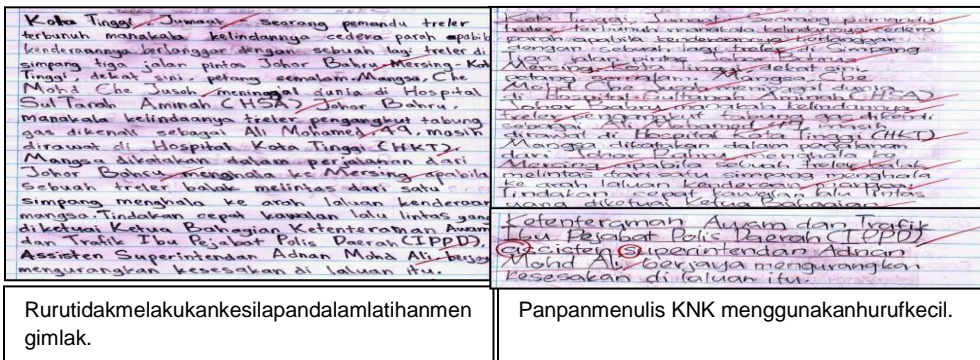 Kota Tinggi, Jumaat - searang pemandu treler
terbunuh manakala kelindannya cedera parah apabila
kenderaannya berlanggar dengan sebuah lagi treler di
simpang tiga jalan pintas Johor Bahru, Mersing - Kota
Tinggi, dekat sini, petang semalam. Mangsa, Che
Mohd Che Jusoh, meninggal dunia di Hospital
Sultanah Aminah (HSA) Johor Bahru,
manakala kelindaanya treler pengangkut tabung
gas dikenali sebagai Ali Mohamed, 49, masih
dirawat di Hospital Kota Tinggi (HKT).
Mangsa dikatakan dalam perjalanan dari
Johor Bahru menghala ke Mersing apabila
sebuah treler balak melintas dari satu
simpang menghala ke arah laluan kenderaan
mangsa. Tindakan cepat kawalan lalu lintas yang
diketuai Ketua Bahagian Ketenteraman Awam
dan Trafik Ibu Pejabat Polis Daerah (IPPD),
Assisten Superintendan Adnan Mohd Ali, berjaya
mengurangkan kesesakan di laluan itu.
Rurutidakmelakukankesilapandalamlatihanmen
gimlak.
Kota Tinggi, Jumaat - Seorang pemandu
treler terbunuh manakala kelindannya cedera
parah apabila kenderaannya berlanggar
dengan sebuah lagi treler di Simpang
tiga jalan pintas Johor Bahru,
Mersing - Kota Tinggi, dekat sini,
petang semalam. Mangsa, Che
Mohd Che Jusoh meninggal dunia
di Hospital Sultanah Aminah (HSA)
Johor Bahru manakala kelindannya
treler pengangkut tabung gas dikenali
sebagai Ali Mohamed, 49, masih
dirawat di Hospital Kota Tinggi (HKT)
Mangsa dikatakan dalam perjalanan
dari Johor Bahru menghala ke
Mersing apabila sebuah treler balak
melintas dari satu simpang menghala
ke arah laluan kenderaan mangsa.
Tindakan cepat kawalan lalu lintas
yang diketuai Ketua Bahagian
Ketenteraman Awam dan Trafik
Ibu Pejabat Polis Daerah (IPPD)
assisten superintendan Adnan
Mohd Ali, berjaya mengurangkan
kesesakan di laluan itu.
Panpanmenulis KNK menggunakanhurufkecil.